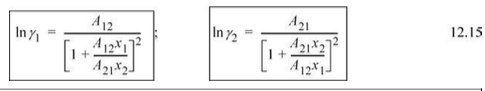 ln γ₁ = A₁₂ / [1 + A₁₂x₁ / A₂₁x₂]² ; ln γ₂ = A₂₁ / [1 + A₂₁x₂ / A₁₂x₁]² 12.15